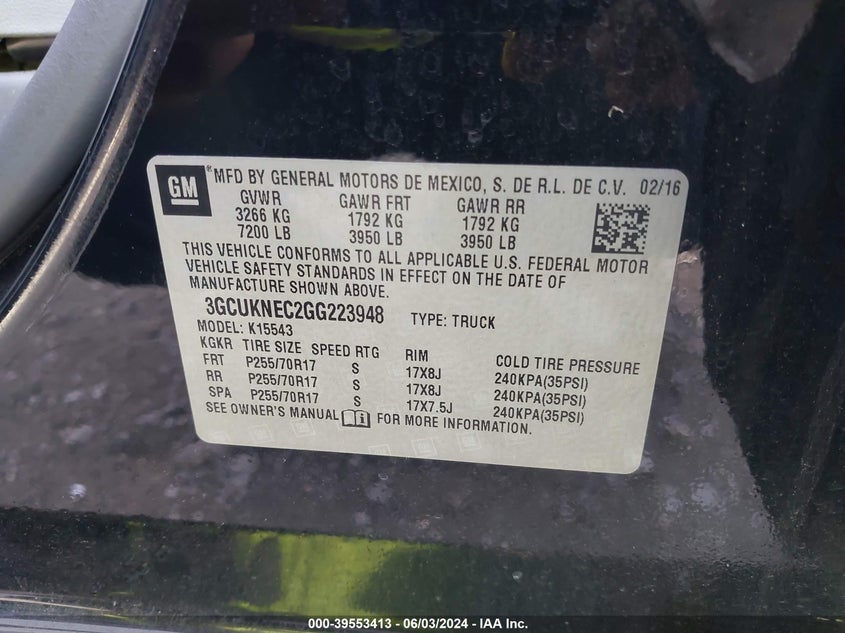 GM ® MFD BY GENERAL MOTORS DE MEXICO, S. DE R.L. DE C.V. 02/16
GVWR GAWR FRT GAWR RR
3266 KG 1792 KG 1792 KG
7200 LB 3950 LB 3950 LB
THIS VEHICLE CONFORMS TO ALL APPLICABLE U.S. FEDERAL MOTOR
VEHICLE SAFETY STANDARDS IN EFFECT ON THE DATE OF
MANUFACTURE SHOWN ABOVE.
3GCUKNEC2GG223948 TYPE: TRUCK
MODEL: K15543
KGKR TIRE SIZE SPEED RTG RIM COLD TIRE PRESSURE
FRT P255/70R17 S 17X8J 240KPA(35PSI)
RR P255/70R17 S 17X8J 240KPA(35PSI)
SPA P255/70R17 S 17X7.5J 240KPA(35PSI)
SEE OWNER'S MANUAL FOR MORE INFORMATION.
000-39553413 - 06/03/2024 - IAA Inc.